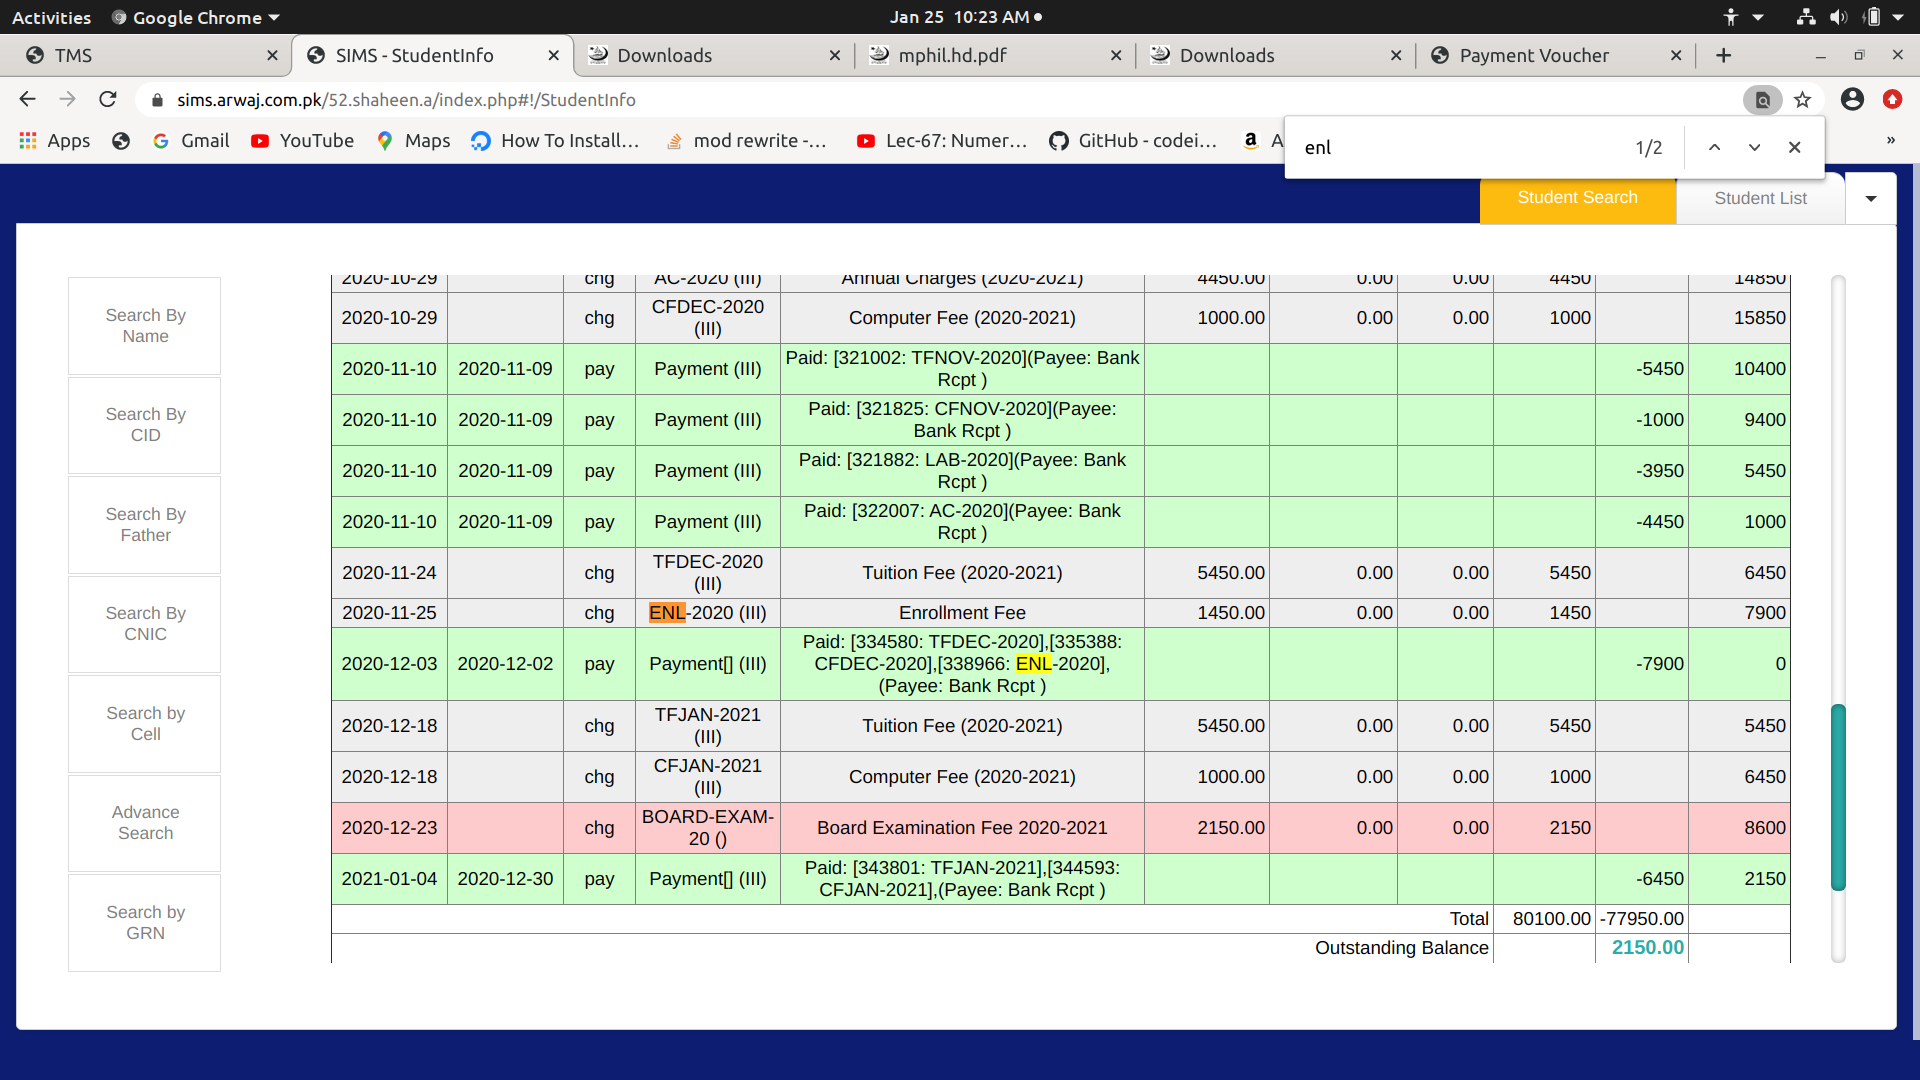 Activities Google Chrome Jan 25 10:23 AM
TMS SIMS - StudentInfo Downloads mphil.hd.pdf Downloads Payment Voucher
sims.arwaj.com.pk/52.shaheen.a/index.php#!/StudentInfo
Apps Gmail YouTube Maps How To Install... mod rewrite -... Lec-67: Numer... GitHub - codei... a A »
enl 1/2
Student Search Student List
Search By
Name
Search By
CID
Search By
Father
Search By
CNIC
Search by
Cell
Advance
Search
Search by
GRN
2020-10-29 chg AC-2020 (III) Annual Charges (2020-2021) 4450.00 0.00 0.00 4450 14850
2020-10-29 chg CFDEC-2020 (III) Computer Fee (2020-2021) 1000.00 0.00 0.00 1000 15850
2020-11-10 2020-11-09 pay Payment (III) Paid: [321002: TFNOV-2020](Payee: Bank Rcpt ) -5450 10400
2020-11-10 2020-11-09 pay Payment (III) Paid: [321825: CFNOV-2020](Payee: Bank Rcpt ) -1000 9400
2020-11-10 2020-11-09 pay Payment (III) Paid: [321882: LAB-2020](Payee: Bank Rcpt ) -3950 5450
2020-11-10 2020-11-09 pay Payment (III) Paid: [322007: AC-2020](Payee: Bank Rcpt ) -4450 1000
2020-11-24 chg TFDEC-2020 (III) Tuition Fee (2020-2021) 5450.00 0.00 0.00 5450 6450
2020-11-25 chg ENL-2020 (III) Enrollment Fee 1450.00 0.00 0.00 1450 7900
2020-12-03 2020-12-02 pay Payment[] (III) Paid: [334580: TFDEC-2020],[335388: CFDEC-2020],[338966: ENL-2020],(Payee: Bank Rcpt ) -7900 0
2020-12-18 chg TFJAN-2021 (III) Tuition Fee (2020-2021) 5450.00 0.00 0.00 5450 5450
2020-12-18 chg CFJAN-2021 (III) Computer Fee (2020-2021) 1000.00 0.00 0.00 1000 6450
2020-12-23 chg BOARD-EXAM-20 () Board Examination Fee 2020-2021 2150.00 0.00 0.00 2150 8600
2021-01-04 2020-12-30 pay Payment[] (III) Paid: [343801: TFJAN-2021],[344593: CFJAN-2021],(Payee: Bank Rcpt ) -6450 2150
Total 80100.00 -77950.00
Outstanding Balance 2150.00